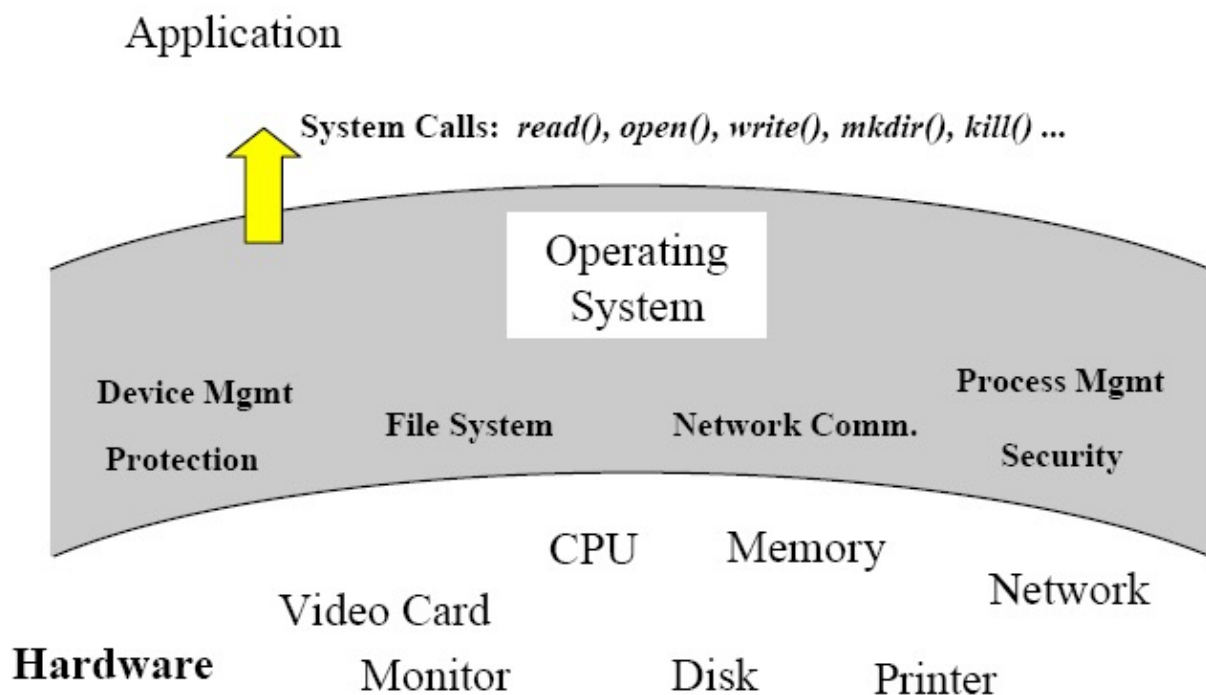 Application
System Calls: read(), open(), write(), mkdir(), kill() ...
Operating
System
Device Mgmt
Process Mgmt
File System
Network Comm.
Protection
Security
CPU
Memory
Network
Video Card
Hardware
Monitor
Disk
Printer